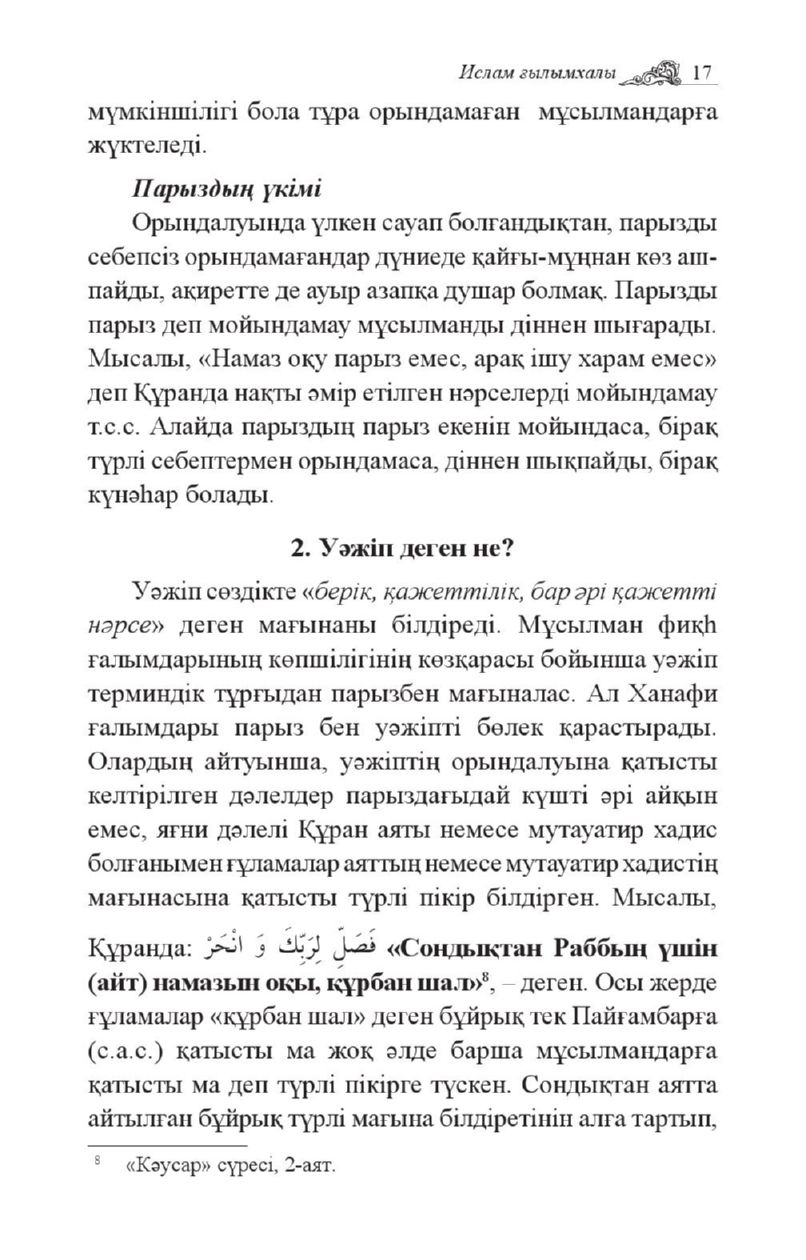 Ислам ғылымхалы 17
мүмкіншілігі бола тұра орындамаған мұсылмандарға
жүктеледі.
Парыздың үкімі
Орындалуында үлкен сауап болғандықтан, парызды
себепсіз орындамағандар дүниеде қайғы-мұңнан көз аш-
пайды, ақиретте де ауыр азапқа душар болмақ. Парызды
парыз деп мойындамау мұсылманды діннен шығарады.
Мысалы, «Намаз оқу парыз емес, арақ ішу харам емес»
деп Құранда нақты әмір етілген нәрселерді мойындамау
т.с.с. Алайда парыздың парыз екенін мойындаса, бірақ
түрлі себептермен орындамаса, діннен шықпайды, бірақ
күнәһар болады.
2. Уәжіп деген не?
Уәжіп сөздікте «берік, қажеттілік, бар әрі қажетті
нәрсе» деген мағынаны білдіреді. Мұсылман фиқһ
ғалымдарының көпшілігінің көзқарасы бойынша уәжіп
терминдік тұрғыдан парызбен мағыналас. Ал Ханафи
ғалымдары парыз бен уәжіпті бөлек қарастырады.
Олардың айтуынша, уәжіптің орындалуына қатысты
келтірілген дәлелдер парыздағыдай күшті әрі айқын
емес, яғни дәлелі Құран аяты немесе мутауатир хадис
болғанымен ғұламалар аяттың немесе мутауатир хадистің
мағынасына қатысты түрлі пікір білдірген. Мысалы,
Құранда: فَصَلِّ لِرَبِّكَ وَ انْحَرْ «Сондықтан Раббың үшін
(айт) намазын оқы, құрбан шал»⁸, – деген. Осы жерде
ғұламалар «құрбан шал» деген бұйрық тек Пайғамбарға
(с.а.с.) қатысты ма жоқ әлде барша мұсылмандарға
қатысты ма деп түрлі пікірге түскен. Сондықтан аятта
айтылған бұйрық түрлі мағына білдіретінін алға тартып,
⁸ «Кәусар» сүресі, 2-аят.